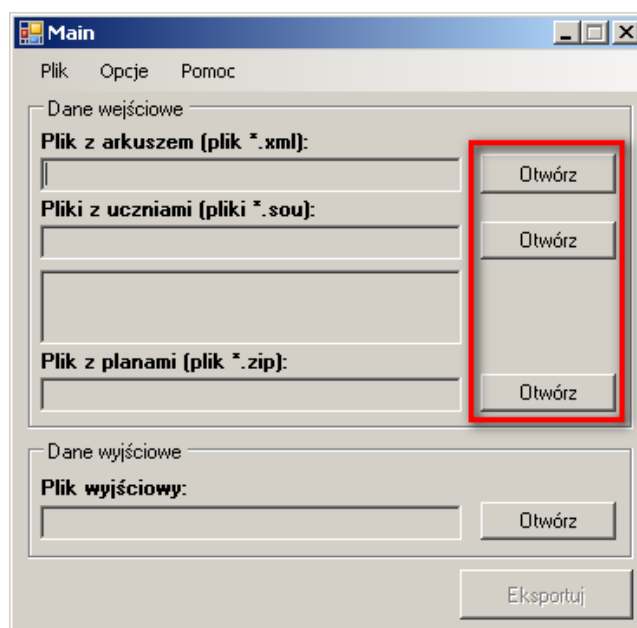 Main
Plik Opcje Pomoc
Dane wejściowe
Plik z arkuszem (plik *.xml):
Otwórz
Pliki z uczniami (pliki *.sou):
Otwórz
Plik z planami (plik *.zip):
Otwórz
Dane wyjściowe
Plik wyjściowy:
Otwórz
Eksportuj